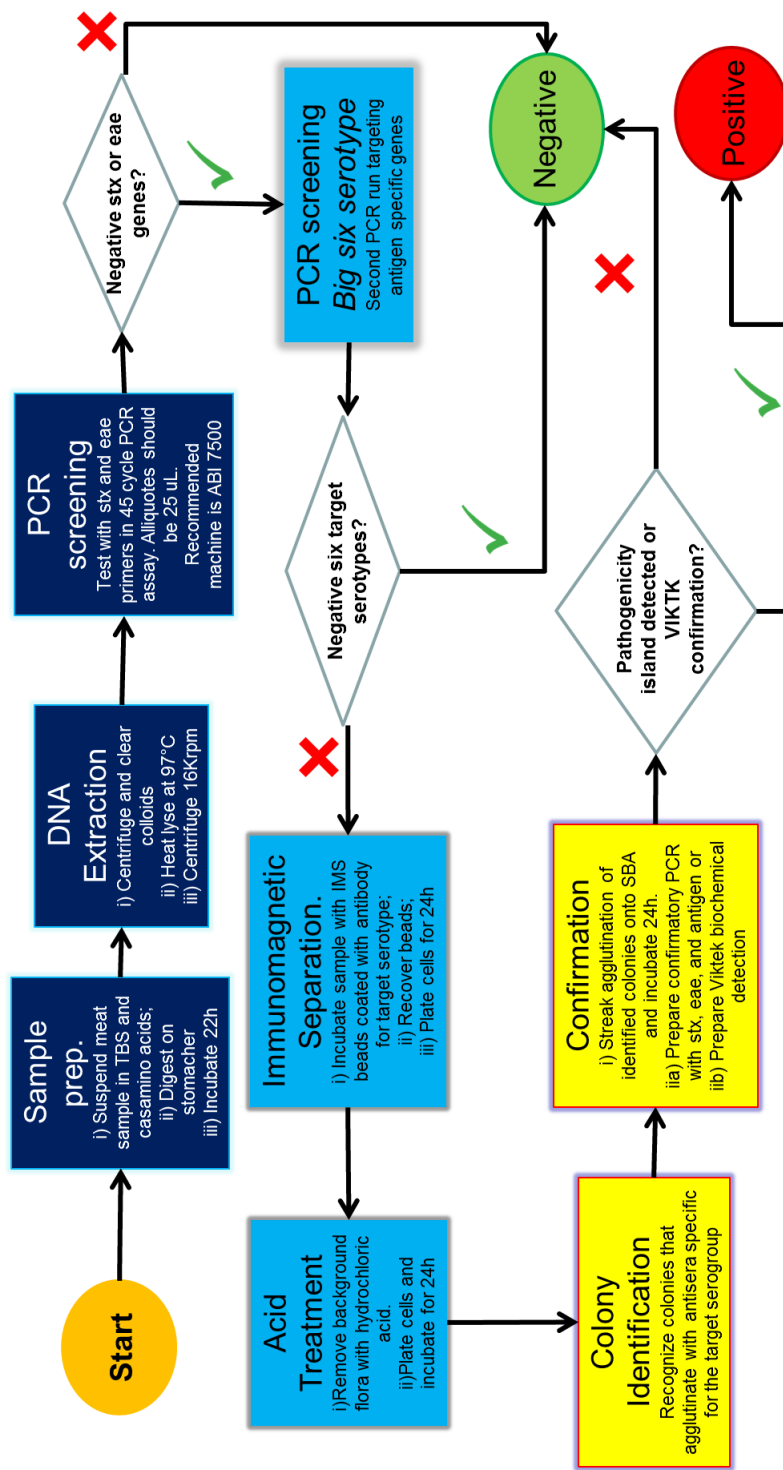 Start
Sample
prep.
i) Suspend meat
sample in TBS and
casamino acids;
ii) Digest on
stomacher
iii) Incubate 22h
DNA
Extraction
i) Centrifuge and clear
colloids
ii) Heat lyse at 97°C
iii) Centrifuge 16Krpm
PCR
screening
Test with stx and eae
primers in 45 cycle PCR
assay. Alliquotes should
be 25 uL.
Recommended
machine is ABI 7500
Negative stx or eae
genes?
PCR screening
Big six serotype
Second PCR run targeting
antigen specific genes
Negative six target
serotypes?
Immunomagnetic
Separation.
i) Incubate sample with IMS
beads coated with antibody
for target serotype;
ii) Recover beads;
iii) Plate cells for 24h
Acid
Treatment
i)Remove background
flora with hydrochloric
acid.
ii)Plate cells and
incubate for 24h
Colony
Identification
Recognize colonies that
agglutinate with antisera specific
for the target serogroup
Confirmation
i) Streak agglutination of
identified colonies onto SBA
and incubate 24h.
iia) Prepare confirmatory PCR
with stx, eae, and antigen or
iib) Prepare Viktek biochemical
detection
Pathogenicity
island detected or
VIKTK
confirmation?
Negative
Positive